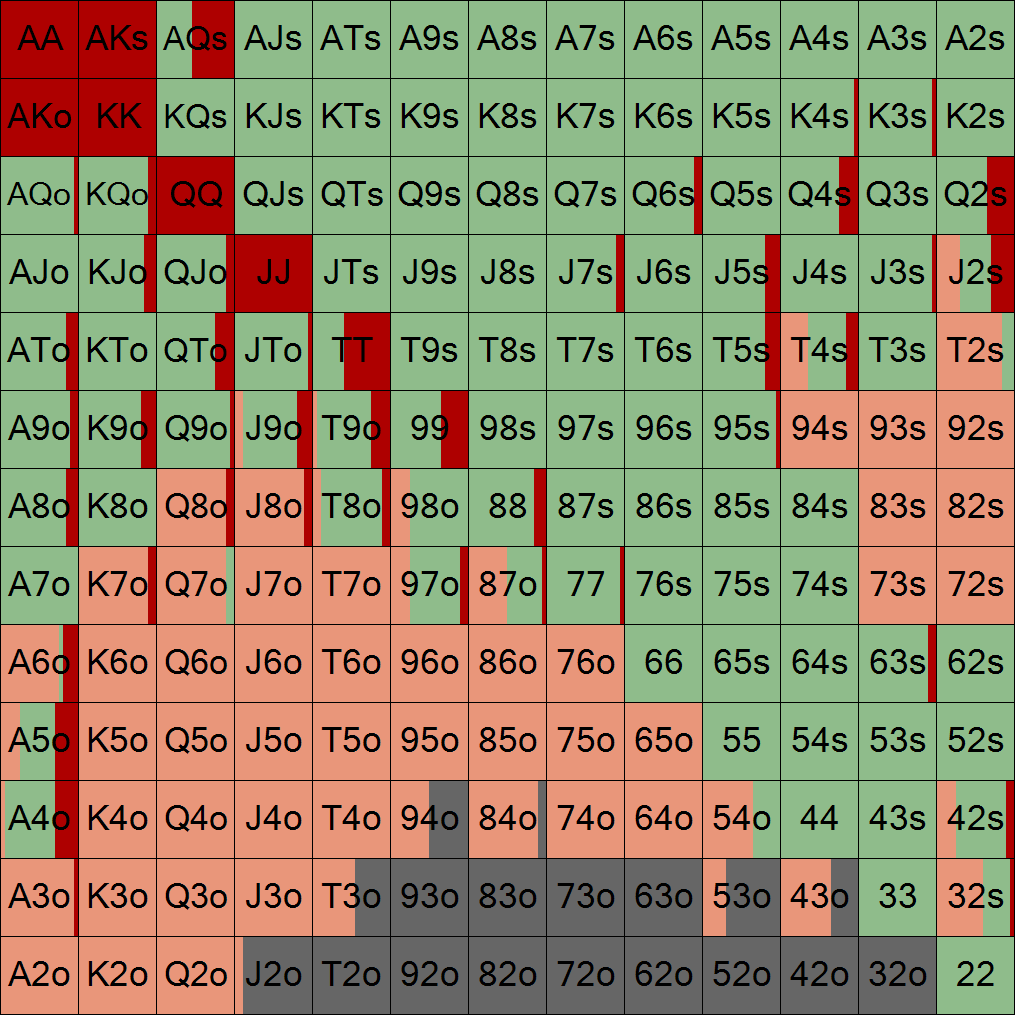 AA AKs AQs AJs ATs A9s A8s A7s A6s A5s A4s A3s A2s
AKo KK KQs KJs KTs K9s K8s K7s K6s K5s K4s K3s K2s
AQo KQo QQ QJs QTs Q9s Q8s Q7s Q6s Q5s Q4s Q3s Q2s
AJo KJo QJo JJ JTs J9s J8s J7s J6s J5s J4s J3s J2s
ATo KTo QTo JTo TT T9s T8s T7s T6s T5s T4s T3s T2s
A9o K9o Q9o J9o T9o 99 98s 97s 96s 95s 94s 93s 92s
A8o K8o Q8o J8o T8o 98o 88 87s 86s 85s 84s 83s 82s
A7o K7o Q7o J7o T7o 97o 87o 77 76s 75s 74s 73s 72s
A6o K6o Q6o J6o T6o 96o 86o 76o 66 65s 64s 63s 62s
A5o K5o Q5o J5o T5o 95o 85o 75o 65o 55 54s 53s 52s
A4o K4o Q4o J4o T4o 94o 84o 74o 64o 54o 44 43s 42s
A3o K3o Q3o J3o T3o 93o 83o 73o 63o 53o 43o 33 32s
A2o K2o Q2o J2o T2o 92o 82o 72o 62o 52o 42o 32o 22